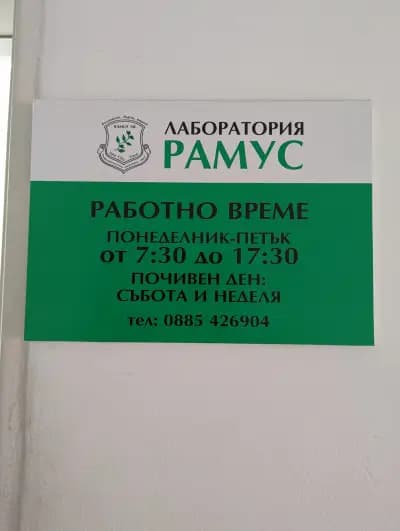 ЛАБОРАТОРИЯ
РАМУС
РАБОТНО ВРЕМЕ
ПОНЕДЕЛНИК-ПЕТЪК
от 7:30 до 17:30
ПОЧИВЕН ДЕН:
СЪБОТА И НЕДЕЛЯ
тел: 0885 426904